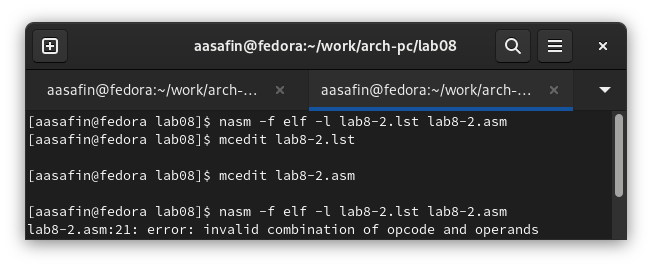 aasafin@fedora:~/work/arch-pc/lab08
aasafin@fedora:~/work/arch-... aasafin@fedora:~/work/arch-...
[aasafin@fedora lab08]$ nasm -f elf -l lab8-2.lst lab8-2.asm
[aasafin@fedora lab08]$ mcedit lab8-2.lst
[aasafin@fedora lab08]$ mcedit lab8-2.asm
[aasafin@fedora lab08]$ nasm -f elf -l lab8-2.lst lab8-2.asm
lab8-2.asm:21: error: invalid combination of opcode and operands